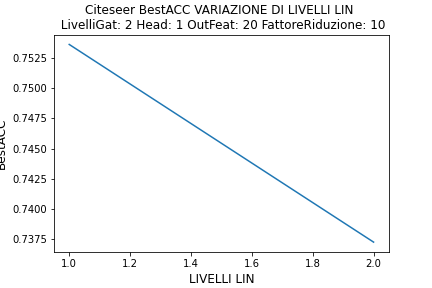 Citeseer BestACC VARIAZIONE DI LIVELLI LIN
LivelliGat: 2 Head: 1 OutFeat: 20 FattoreRiduzione: 10
BestACC
0.7525
0.7500
0.7475
0.7450
0.7425
0.7400
0.7375
1.0 1.2 1.4 1.6 1.8 2.0
LIVELLI LIN